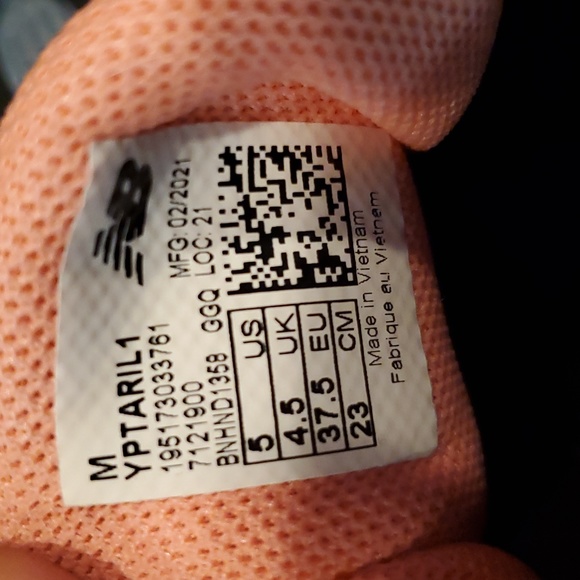 M
YPTARIL1
195173033761
7121900
BNHND1358 GGQ
MFG: 02/2021
LOC: 21
5 US
4.5 UK
37.5 EU
23 CM
Made in Vietnam
Fabrique au Vietnam